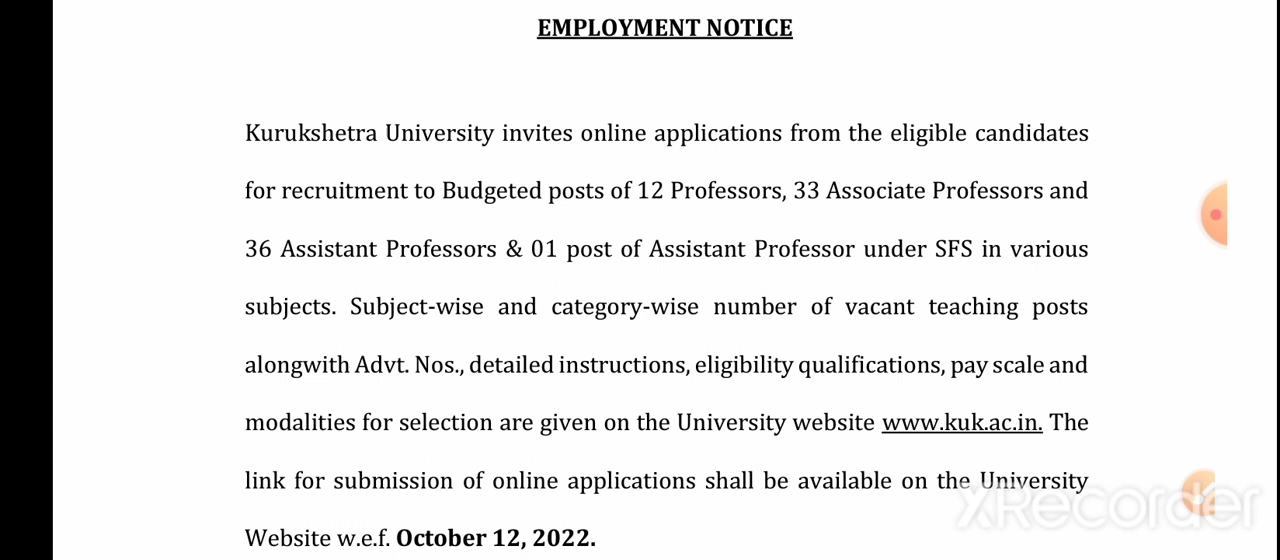 EMPLOYMENT NOTICE
Kurukshetra University invites online applications from the eligible candidates
for recruitment to Budgeted posts of 12 Professors, 33 Associate Professors and
36 Assistant Professors & 01 post of Assistant Professor under SFS in various
subjects. Subject-wise and category-wise number of vacant teaching posts
alongwith Advt. Nos., detailed instructions, eligibility qualifications, pay scale and
modalities for selection are given on the University website www.kuk.ac.in. The
link for submission of online applications shall be available on the University
Website w.e.f. October 12, 2022.
XRecorder